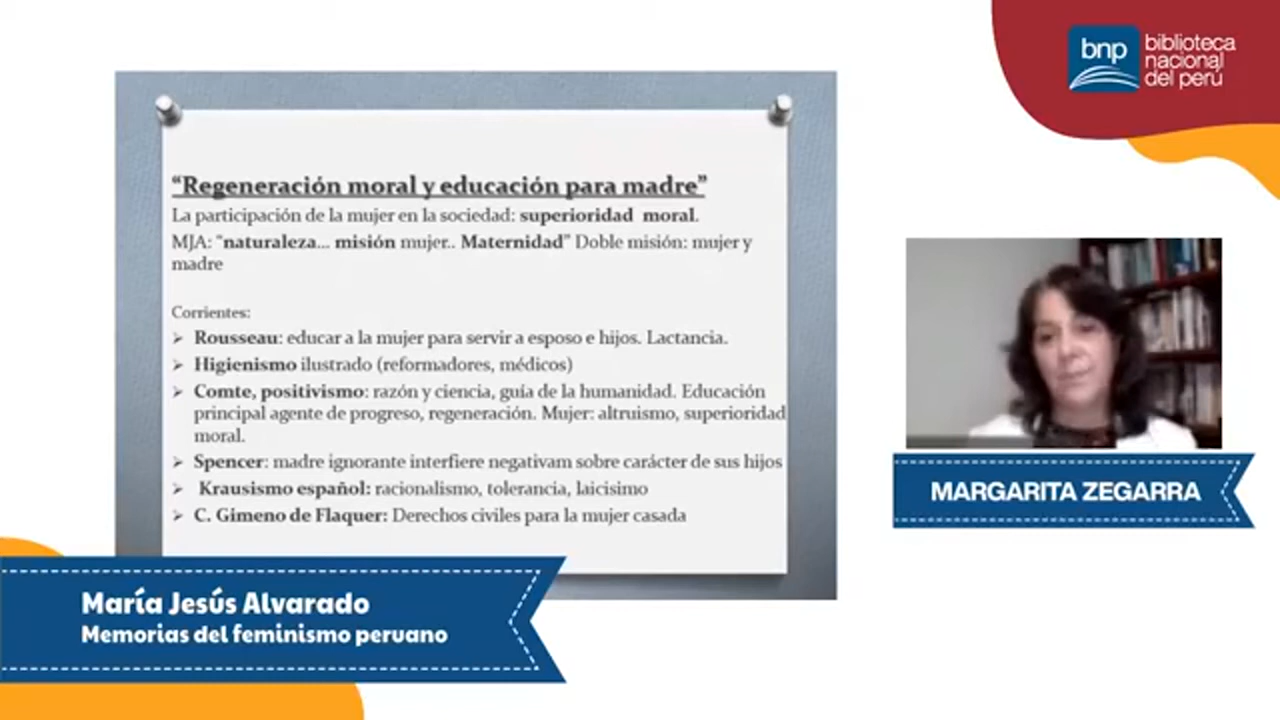 bnp
biblioteca
nacional
del perú
“Regeneración moral y educación para madre”
La participación de la mujer en la sociedad: superioridad moral.
MJA: “naturaleza... misión mujer.. Maternidad” Doble misión: mujer y
madre
Corrientes:
➢ Rousseau: educar a la mujer para servir a esposo e hijos. Lactancia.
➢ Higienismo ilustrado (reformadores, médicos)
➢ Comte, positivismo: razón y ciencia, guía de la humanidad. Educación
principal agente de progreso, regeneración. Mujer: altruismo, superioridad
moral.
➢ Spencer: madre ignorante interfiere negativam sobre carácter de sus hijos
➢ Krausismo español: racionalismo, tolerancia, laicisimo
➢ C. Gimeno de Flaquer: Derechos civiles para la mujer casada
MARGARITA ZEGARRA
María Jesús Alvarado
Memorias del feminismo peruano